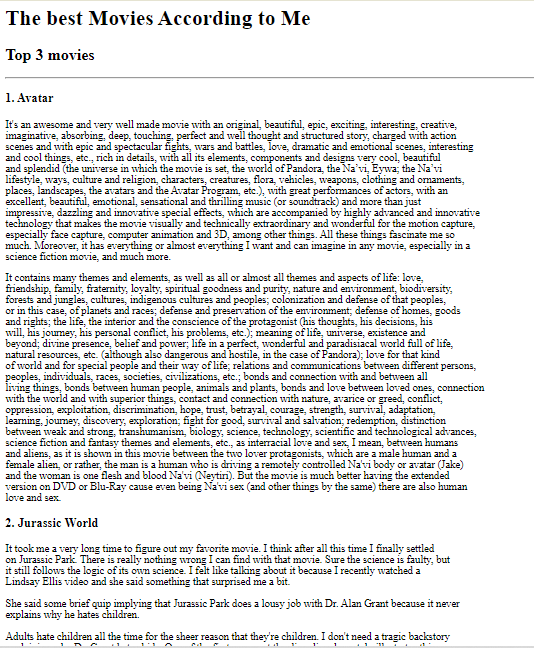 The best Movies According to Me
Top 3 movies
1. Avatar
It's an awesome and very well made movie with an original, beautiful, epic, exciting, interesting, creative,
imaginative, absorbing, deep, touching, perfect and well thought and structured story, charged with action
scenes and with epic and spectacular fights, wars and battles, love, dramatic and emotional scenes, interesting
and cool things, etc., rich in details, with all its elements, components and designs very cool, beautiful
and splendid (the universe in which the movie is set, the world of Pandora, the Na'vi, Eywa; the Na'vi
lifestyle, ways, culture and religion, characters, creatures, flora, vehicles, weapons, clothing and ornaments,
places, landscapes, the avatars and the Avatar Program, etc.), with great performances of actors, with an
excellent, beautiful, emotional, sensational and thrilling music (or soundtrack) and more than just
impressive, dazzling and innovative special effects, which are accompanied by highly advanced and innovative
technology that makes the movie visually and technically extraordinary and wonderful for the motion capture,
especially face capture, computer animation and 3D, among other things. All these things fascinate me so
much. Moreover, it has everything or almost everything I want and can imagine in any movie, especially in a
science fiction movie, and much more.
It contains many themes and elements, as well as all or almost all themes and aspects of life: love,
friendship, family, fraternity, loyalty, spiritual goodness and purity, nature and environment, biodiversity,
forests and jungles, cultures, indigenous cultures and peoples; colonization and defense of that peoples,
or in this case, of planets and races; defense and preservation of the environment; defense of homes, goods
and rights; the life, the interior and the conscience of the protagonist (his thoughts, his decisions, his
will, his journey, his personal conflict, his problems, etc.); meaning of life, universe, existence and
beyond; divine presence, belief and power; life in a perfect, wonderful and paradisiacal world full of life,
natural resources, etc. (although also dangerous and hostile, in the case of Pandora); love for that kind
of world and for special people and their way of life; relations and communications between different persons,
peoples, individuals, races, societies, civilizations, etc.; bonds and connection with and between all
living things, bonds between human people, animals and plants, bonds and love between loved ones, connection
with the world and with superior things, contact and connection with nature, avarice or greed, conflict,
oppression, exploitation, discrimination, hope, trust, betrayal, courage, strength, survival, adaptation,
learning, journey, discovery, exploration; fight for good, survival and salvation; redemption, distinction
between weak and strong, transhumanism, biology, science, technology, scientific and technological advances,
science fiction and fantasy themes and elements, etc., as interracial love and sex, I mean, between humans
and aliens, as it is shown in this movie between the two lover protagonists, which are a male human and a
female alien, or rather, the man is a human who is driving a remotely controlled Na'vi body or avatar (Jake)
and the woman is one flesh and blood Na'vi (Neytiri). But the movie is much better having the extended
version on DVD or Blu-Ray cause even being Na'vi sex (and other things by the same) there are also human
love and sex.
2. Jurassic World
It took me a very long time to figure out my favorite movie. I think after all this time I finally settled
on Jurassic Park. There is really nothing wrong I can find with that movie. Sure the science is faulty, but
it still follows the logic of its own science. I felt like talking about it because I recently watched a
Lindsay Ellis video and she said something that surprised me a bit.
She said some brief quip implying that Jurassic Park does a lousy job with Dr. Alan Grant because it never
explains why he hates children.
Adults hate children all the time for the sheer reason that they're children. I don't need a tragic backstory